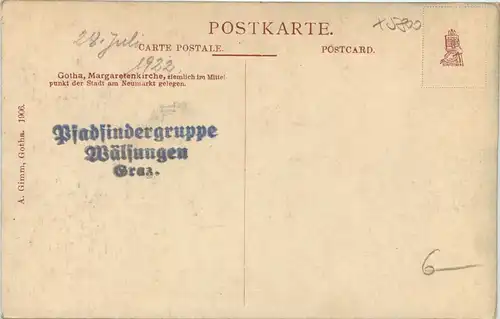 POSTKARTE.
CARTE POSTALE. POSTCARD.
28. Juli
1922
x5800
Gotha, Margaretenkirche, ziemlich im Mittel
punkt der Stadt am Neumarkt gelegen.
Pfadfindergruppe
Wälsungen
Graz.
A. Gimm, Gotha. 1906.
6—